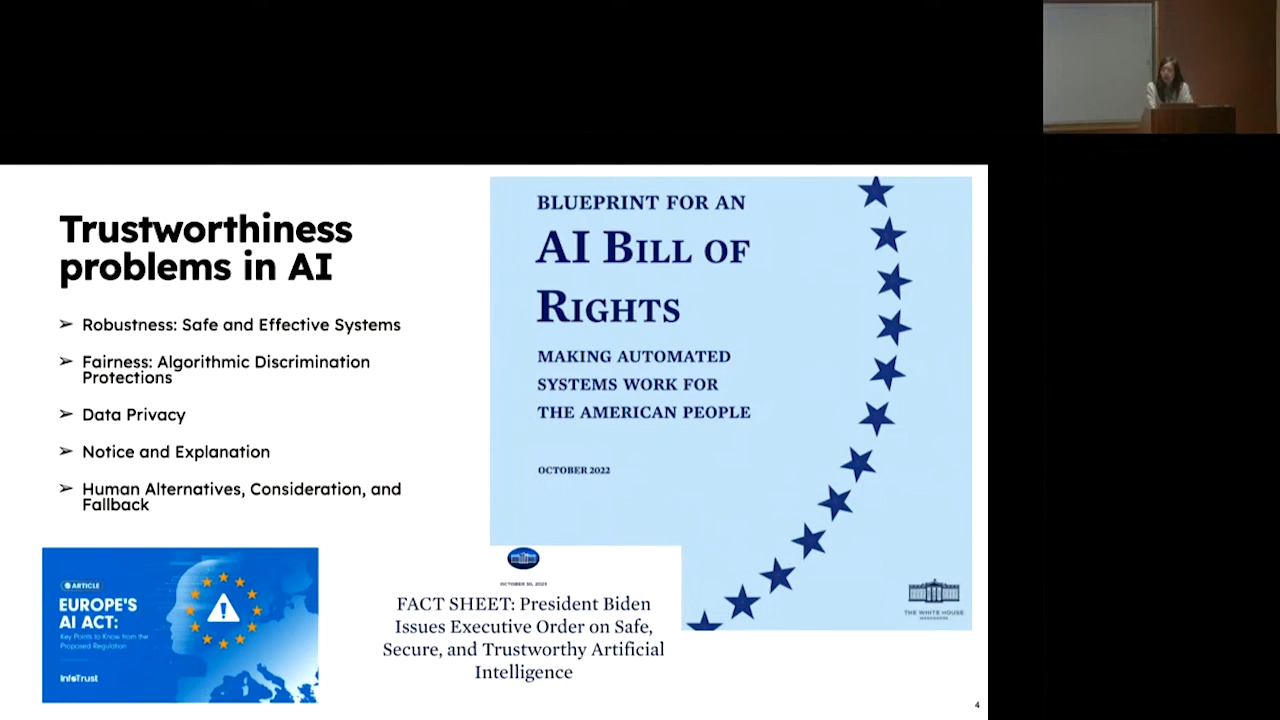 Trustworthiness
problems in AI
➢ Robustness: Safe and Effective Systems
➢ Fairness: Algorithmic Discrimination
Protections
➢ Data Privacy
➢ Notice and Explanation
➢ Human Alternatives, Consideration, and
Fallback
ARTICLE
EUROPE'S
AI ACT:
Key Points to Know from the
Proposed Regulation
InfoTrust
BLUEPRINT FOR AN
AI BILL OF
RIGHTS
MAKING AUTOMATED
SYSTEMS WORK FOR
THE AMERICAN PEOPLE
OCTOBER 2022
THE WHITE HOUSE
WASHINGTON
OCTOBER 30, 2023
FACT SHEET: President Biden
Issues Executive Order on Safe,
Secure, and Trustworthy Artificial
Intelligence
4